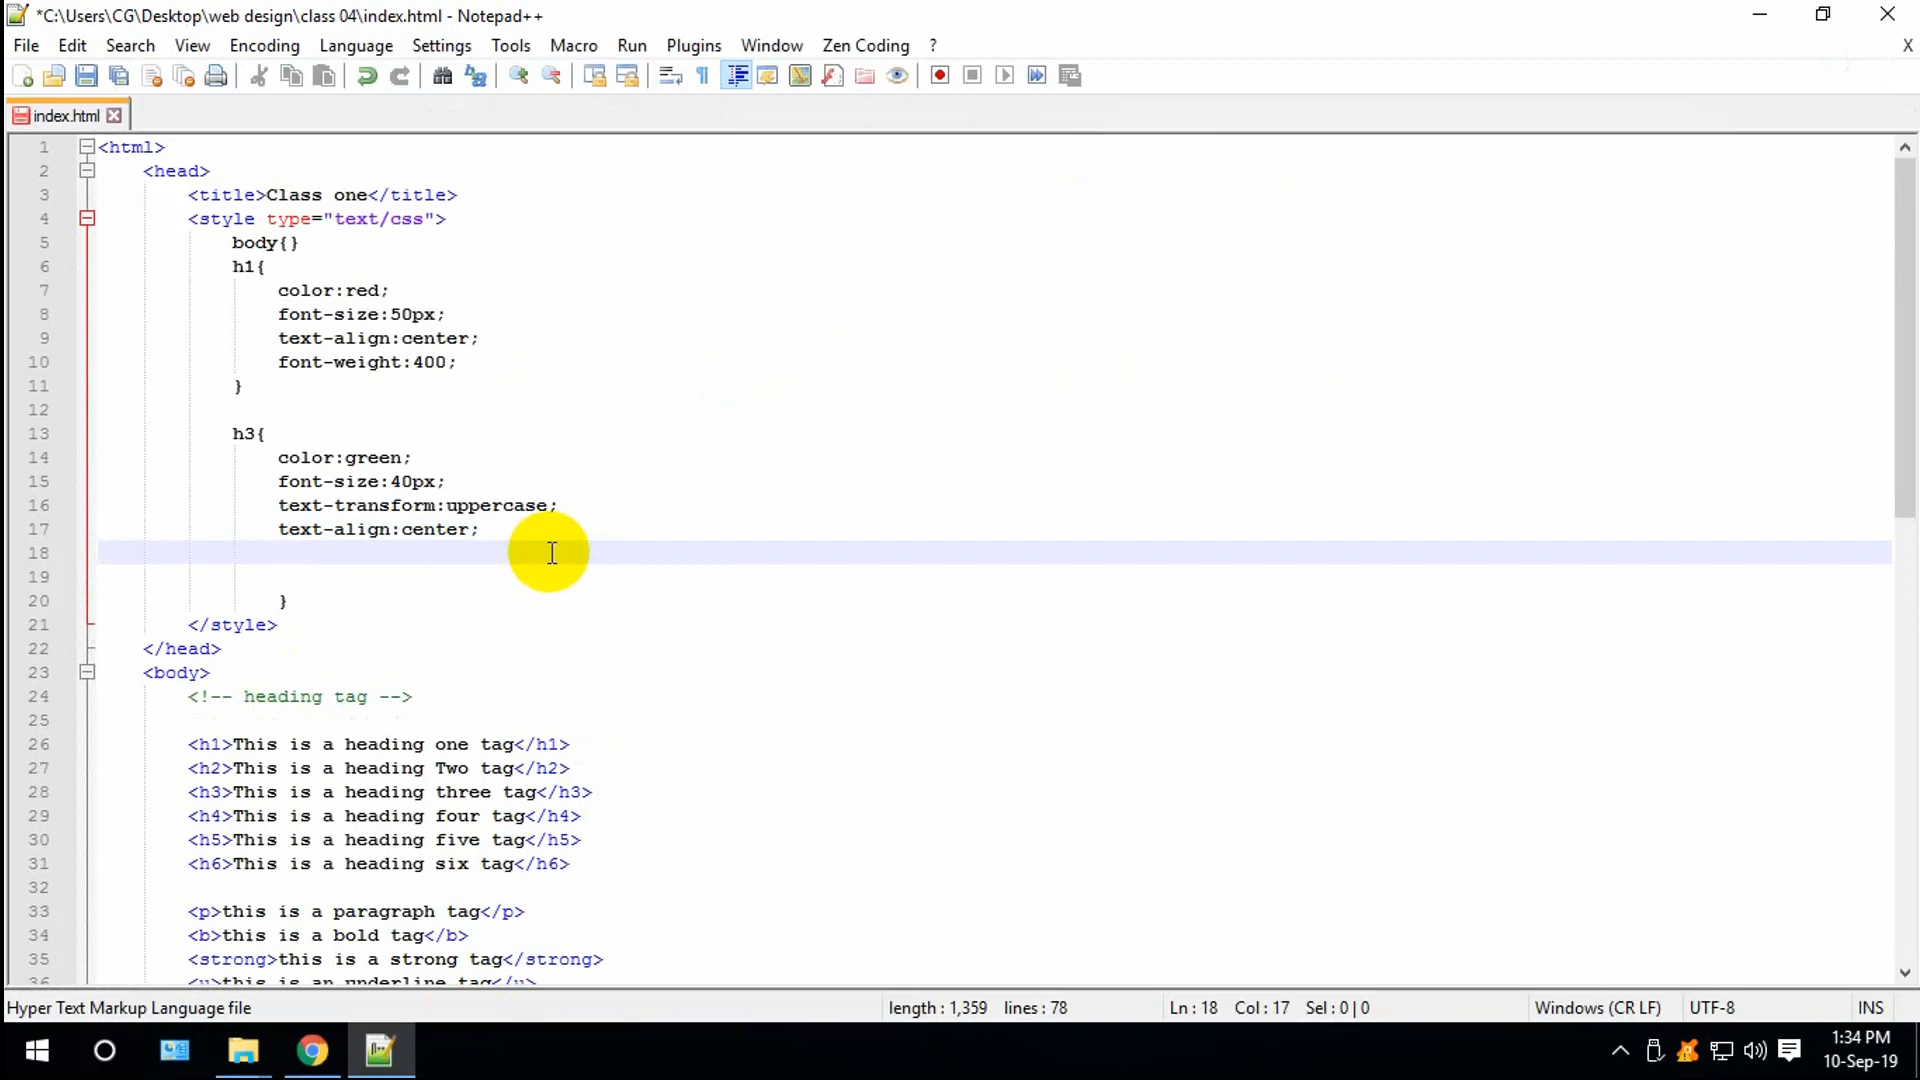 *C:\Users\CG\Desktop\web design\class 04\index.html - Notepad++
File Edit Search View Encoding Language Settings Tools Macro Run Plugins Window Zen Coding ? X
index.html
1 <html>
2 <head>
3 <title>Class one</title>
4 <style type="text/css">
5 body{}
6 h1{
7 color:red;
8 font-size:50px;
9 text-align:center;
10 font-weight:400;
11 }
12
13 h3{
14 color:green;
15 font-size:40px;
16 text-transform:uppercase;
17 text-align:center;
18
19
20 }
21 </style>
22 </head>
23 <body>
24 <!-- heading tag -->
25
26 <h1>This is a heading one tag</h1>
27 <h2>This is a heading Two tag</h2>
28 <h3>This is a heading three tag</h3>
29 <h4>This is a heading four tag</h4>
30 <h5>This is a heading five tag</h5>
31 <h6>This is a heading six tag</h6>
32
33 <p>this is a paragraph tag</p>
34 <b>this is a bold tag</b>
35 <strong>this is a strong tag</strong>
36 <u>this is an underline tag</u>
Hyper Text Markup Language file length : 1,359 lines : 78 Ln : 18 Col : 17 Sel : 0 | 0 Windows (CR LF) UTF-8 INS
1:34 PM
10-Sep-19